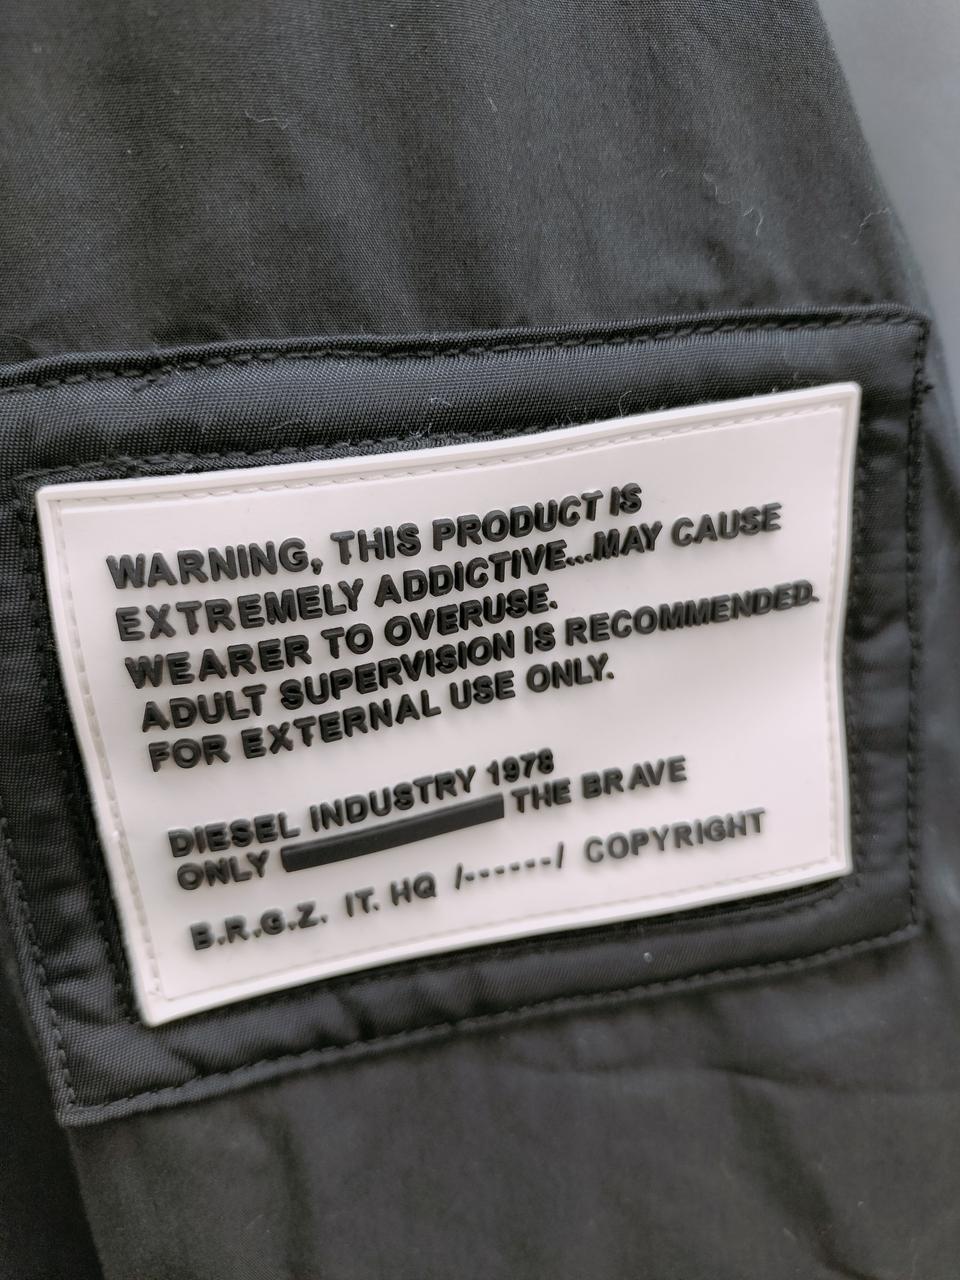 WARNING, THIS PRODUCT IS
EXTREMELY ADDICTIVE...MAY CAUSE
WEARER TO OVERUSE.
ADULT SUPERVISION IS RECOMMENDED.
FOR EXTERNAL USE ONLY.
DIESEL INDUSTRY 1978
ONLY THE BRAVE
B.R.G.Z. IT. HQ /------/ COPYRIGHT